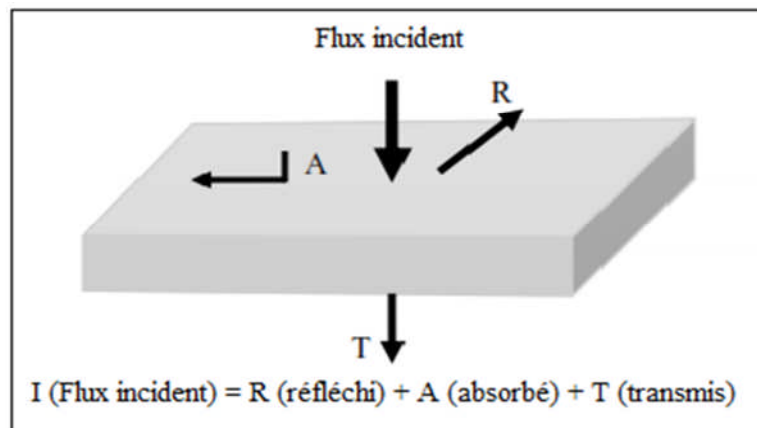 Flux incident
R
A
T
I (Flux incident) = R (réfléchi) + A (absorbé) + T (transmis)